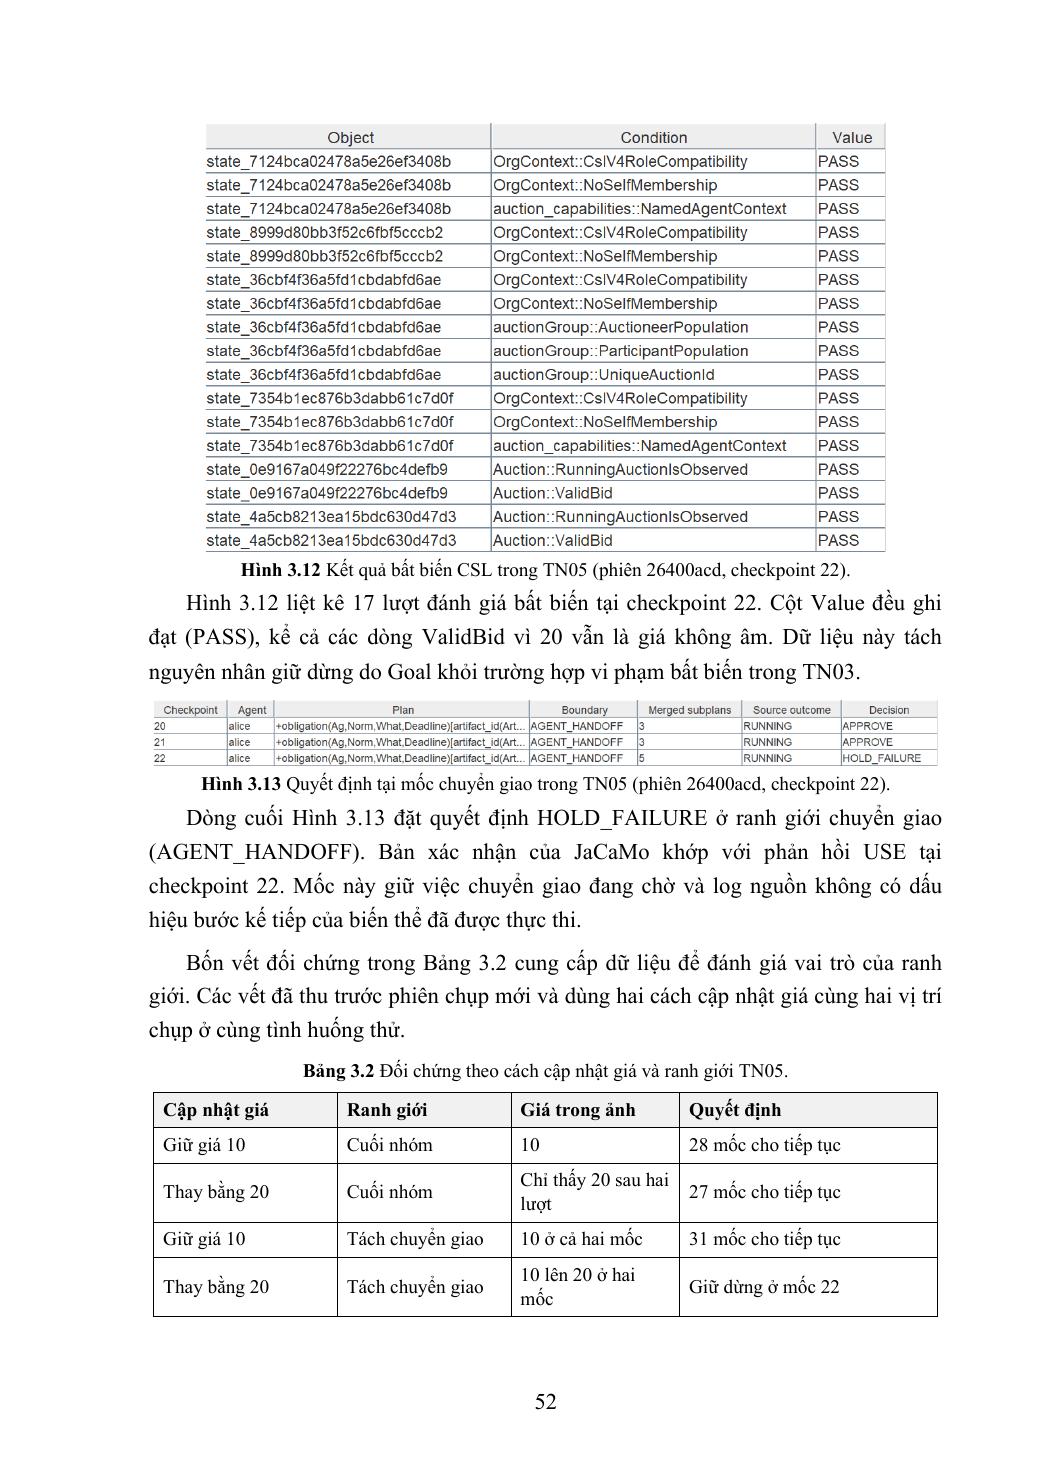 Object Condition Value
state_7124bca02478a5e26ef3408b OrgContext::CslV4RoleCompatibility PASS
state_7124bca02478a5e26ef3408b OrgContext::NoSelfMembership PASS
state_7124bca02478a5e26ef3408b auction_capabilities::NamedAgentContext PASS
state_8999d80bb3f52c6fbf5cccb2 OrgContext::CslV4RoleCompatibility PASS
state_8999d80bb3f52c6fbf5cccb2 OrgContext::NoSelfMembership PASS
state_36cbf4f36a5fd1cbdabfd6ae OrgContext::CslV4RoleCompatibility PASS
state_36cbf4f36a5fd1cbdabfd6ae OrgContext::NoSelfMembership PASS
state_36cbf4f36a5fd1cbdabfd6ae auctionGroup::AuctioneerPopulation PASS
state_36cbf4f36a5fd1cbdabfd6ae auctionGroup::ParticipantPopulation PASS
state_36cbf4f36a5fd1cbdabfd6ae auctionGroup::UniqueAuctionId PASS
state_7354b1ec876b3dabb61c7d0f OrgContext::CslV4RoleCompatibility PASS
state_7354b1ec876b3dabb61c7d0f OrgContext::NoSelfMembership PASS
state_7354b1ec876b3dabb61c7d0f auction_capabilities::NamedAgentContext PASS
state_0e9167a049f22276bc4defb9 Auction::RunningAuctionIsObserved PASS
state_0e9167a049f22276bc4defb9 Auction::ValidBid PASS
state_4a5cb8213ea15bdc630d47d3 Auction::RunningAuctionIsObserved PASS
state_4a5cb8213ea15bdc630d47d3 Auction::ValidBid PASS
Hình 3.12 Kết quả bất biến CSL trong TN05 (phiên 26400acd, checkpoint 22).
Hình 3.12 liệt kê 17 lượt đánh giá bất biến tại checkpoint 22. Cột Value đều ghi
đạt (PASS), kể cả các dòng ValidBid vì 20 vẫn là giá không âm. Dữ liệu này tách
nguyên nhân giữ dừng do Goal khỏi trường hợp vi phạm bất biến trong TN03.
Checkpoint Agent Plan Boundary Merged subplans Source outcome Decision
20 alice +obligation(Ag,Norm,What,Deadline)[artifact_id(Art... AGENT_HANDOFF 3 RUNNING APPROVE
21 alice +obligation(Ag,Norm,What,Deadline)[artifact_id(Art... AGENT_HANDOFF 3 RUNNING APPROVE
22 alice +obligation(Ag,Norm,What,Deadline)[artifact_id(Art... AGENT_HANDOFF 5 RUNNING HOLD_FAILURE
Hình 3.13 Quyết định tại mốc chuyển giao trong TN05 (phiên 26400acd, checkpoint 22).
Dòng cuối Hình 3.13 đặt quyết định HOLD_FAILURE ở ranh giới chuyển giao
(AGENT_HANDOFF). Bản xác nhận của JaCaMo khớp với phản hồi USE tại
checkpoint 22. Mốc này giữ việc chuyển giao đang chờ và log nguồn không có dấu
hiệu bước kế tiếp của biến thể đã được thực thi.
Bốn vết đối chứng trong Bảng 3.2 cung cấp dữ liệu để đánh giá vai trò của ranh
giới. Các vết đã thu trước phiên chụp mới và dùng hai cách cập nhật giá cùng hai vị trí
chụp ở cùng tình huống thử.
Bảng 3.2 Đối chứng theo cách cập nhật giá và ranh giới TN05.
Cập nhật giá Ranh giới Giá trong ảnh Quyết định
Giữ giá 10 Cuối nhóm 10 28 mốc cho tiếp tục
Thay bằng 20 Cuối nhóm Chỉ thấy 20 sau hai lượt 27 mốc cho tiếp tục
Giữ giá 10 Tách chuyển giao 10 ở cả hai mốc 31 mốc cho tiếp tục
Thay bằng 20 Tách chuyển giao 10 lên 20 ở hai mốc Giữ dừng ở mốc 22
52